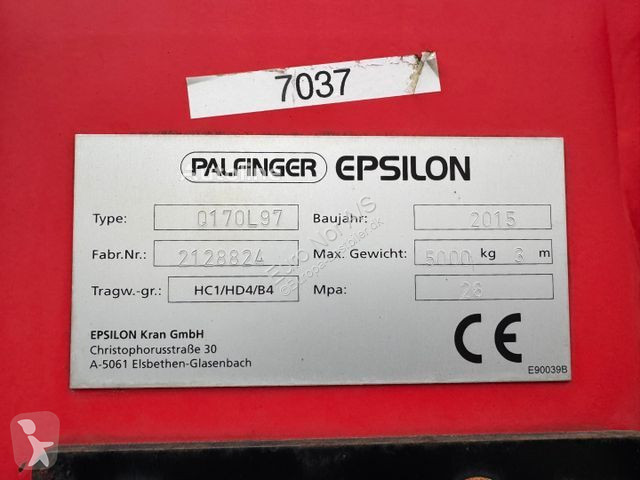 7037
PALFINGER EPSILON
Type: Q170L97 Baujahr: 2015
Fabr.Nr.: 2128824 Max. Gewicht: 5000 kg 3 m
Tragw.-gr.: HC1/HD4/B4 Mpa: 26
EPSILON Kran GmbH
Christophorusstraße 30
A-5061 Elsbethen-Glasenbach
CE
E90039B